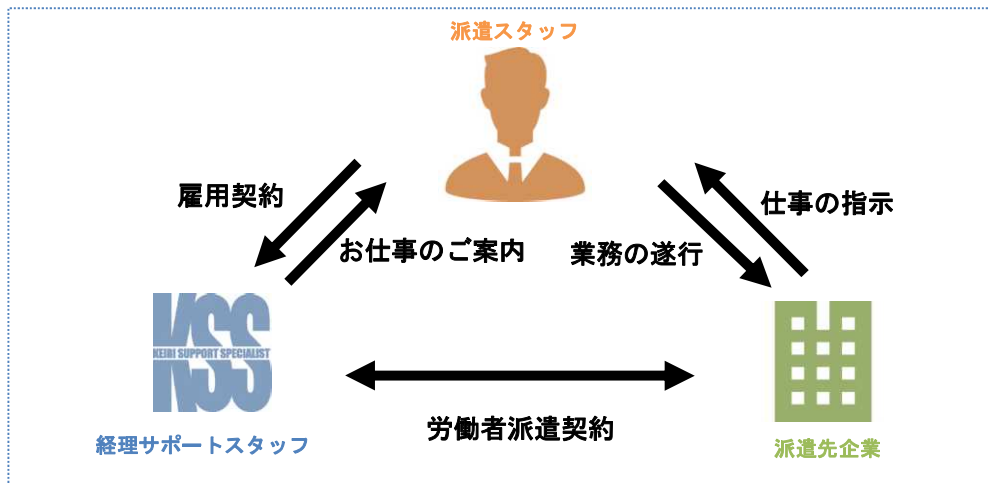 派遣スタッフ
雇用契約
仕事の指示
お仕事のご案内
業務の遂行
KSS
KEIBI SUPPORT SPECIALIST
労働者派遣契約
経理サポートスタッフ
派遣先企業